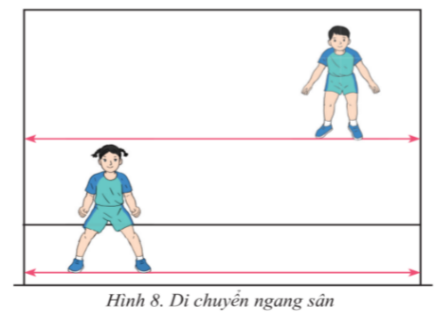 Hình 8. Di chuyển ngang sân